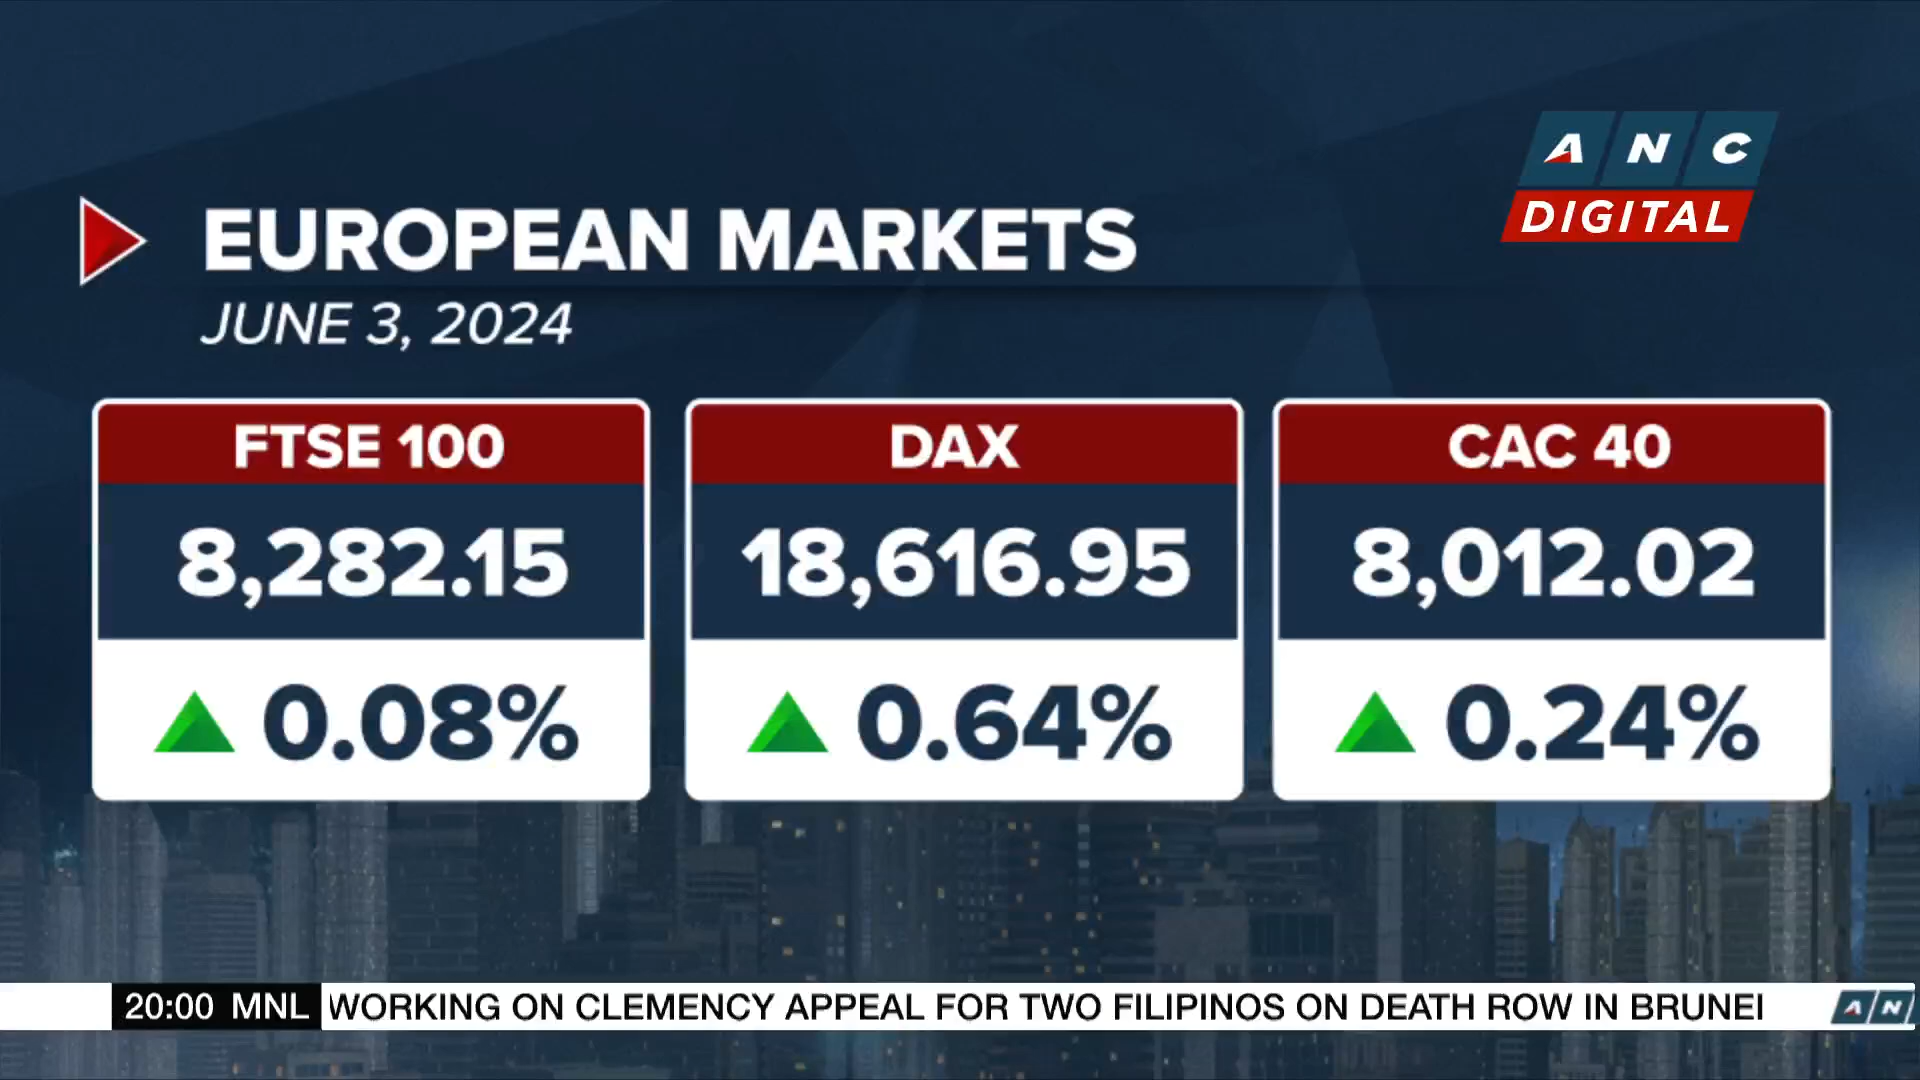 ANC
DIGITAL
EUROPEAN MARKETS
JUNE 3, 2024
FTSE 100
8,282.15
0.08%
DAX
18,616.95
0.64%
CAC 40
8,012.02
0.24%
20:00 MNL WORKING ON CLEMENCY APPEAL FOR TWO FILIPINOS ON DEATH ROW IN BRUNEI AN